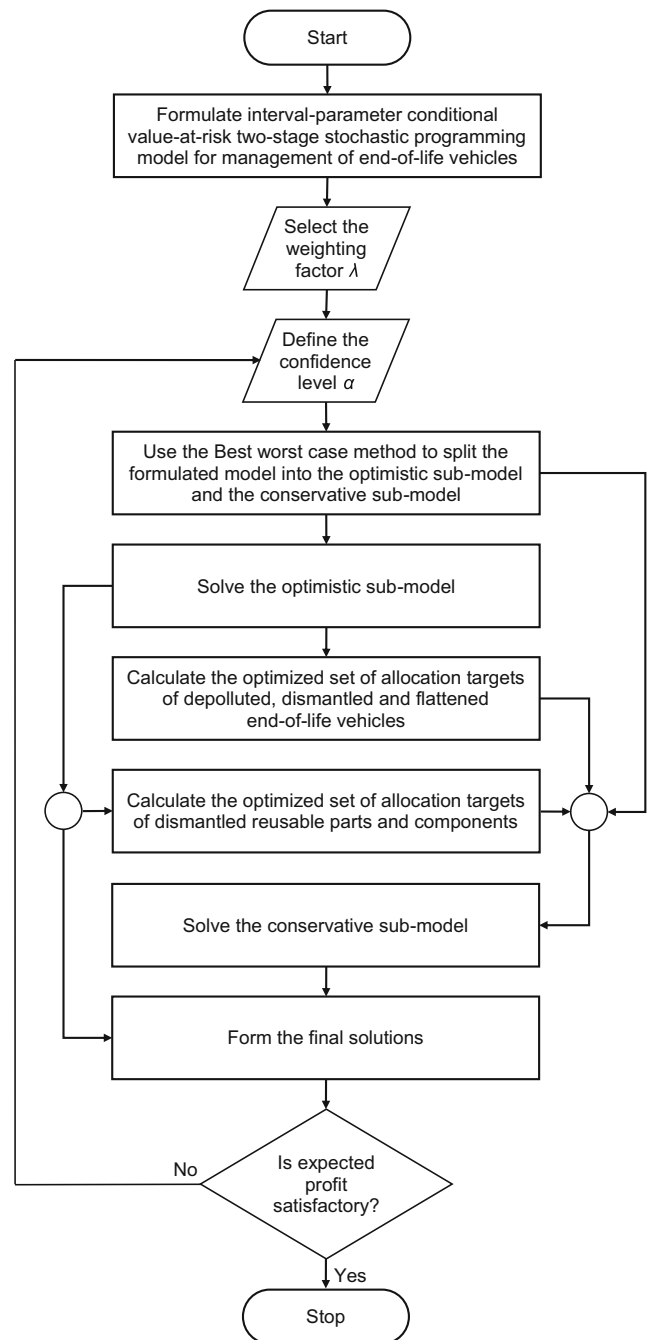 Start
Formulate interval-parameter conditional
value-at-risk two-stage stochastic programming
model for management of end-of-life vehicles
Select the
weighting
factor λ
Define the
confidence
level α
Use the Best worst case method to split the
formulated model into the optimistic sub-model
and the conservative sub-model
Solve the optimistic sub-model
Calculate the optimized set of allocation targets
of depolluted, dismantled and flattened
end-of-life vehicles
Calculate the optimized set of allocation targets
of dismantled reusable parts and components
Solve the conservative sub-model
Form the final solutions
No
Is expected
profit
satisfactory?
Yes
Stop